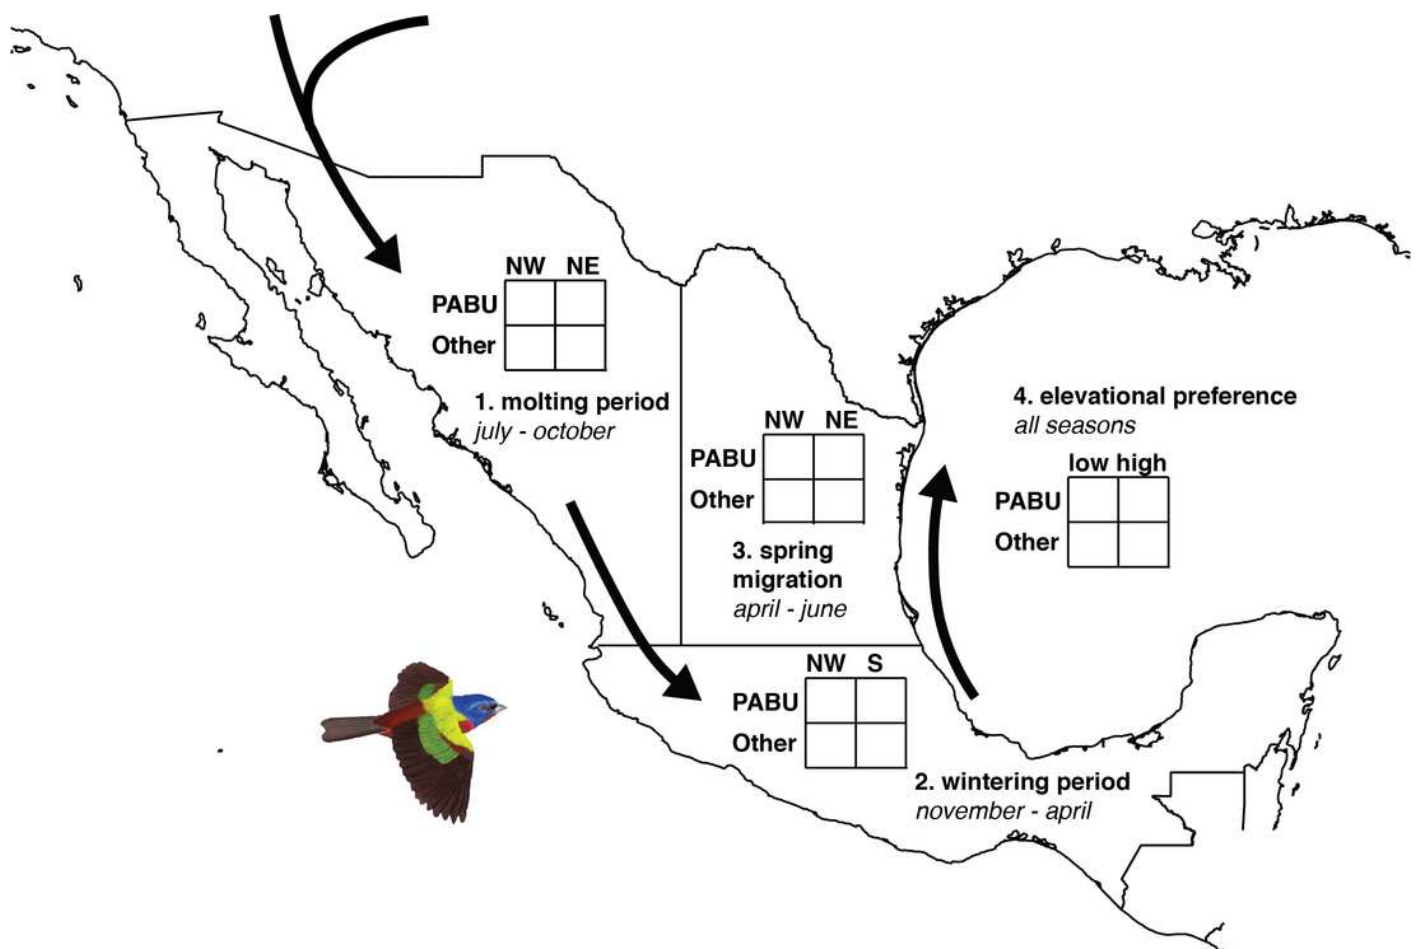 NW NE
PABU
Other
1. molting period
july - october
NW NE
PABU
Other
3. spring
migration
april - june
4. elevational preference
all seasons
low high
PABU
Other
NW S
PABU
Other
2. wintering period
november - april